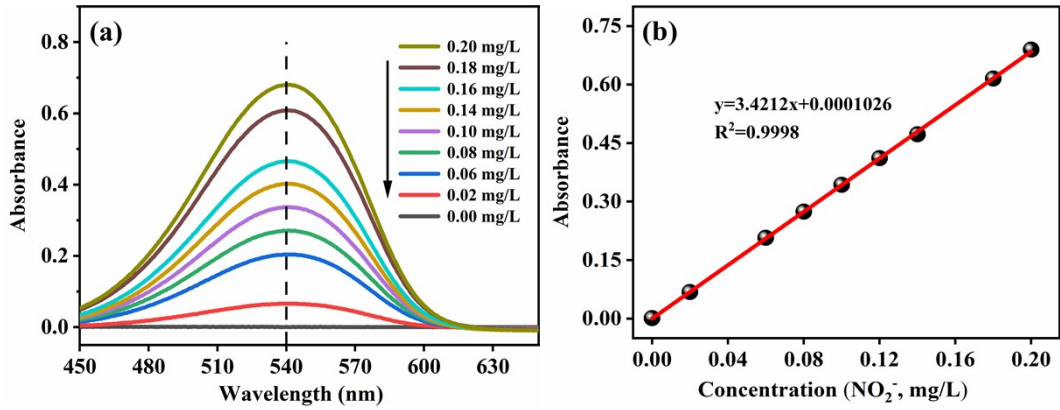 (a)
0.8
0.6
0.4
0.2
0.0
Absorbance
450
480
510
540
570
600
630
Wavelength (nm)
0.20 mg/L
0.18 mg/L
0.16 mg/L
0.14 mg/L
0.10 mg/L
0.08 mg/L
0.06 mg/L
0.02 mg/L
0.00 mg/L
(b)
0.75
0.60
0.45
0.30
0.15
0.00
Absorbance
y=3.4212x+0.0001026
R²=0.9998
0.00
0.04
0.08
0.12
0.16
0.20
Concentration (NO₂⁻, mg/L)